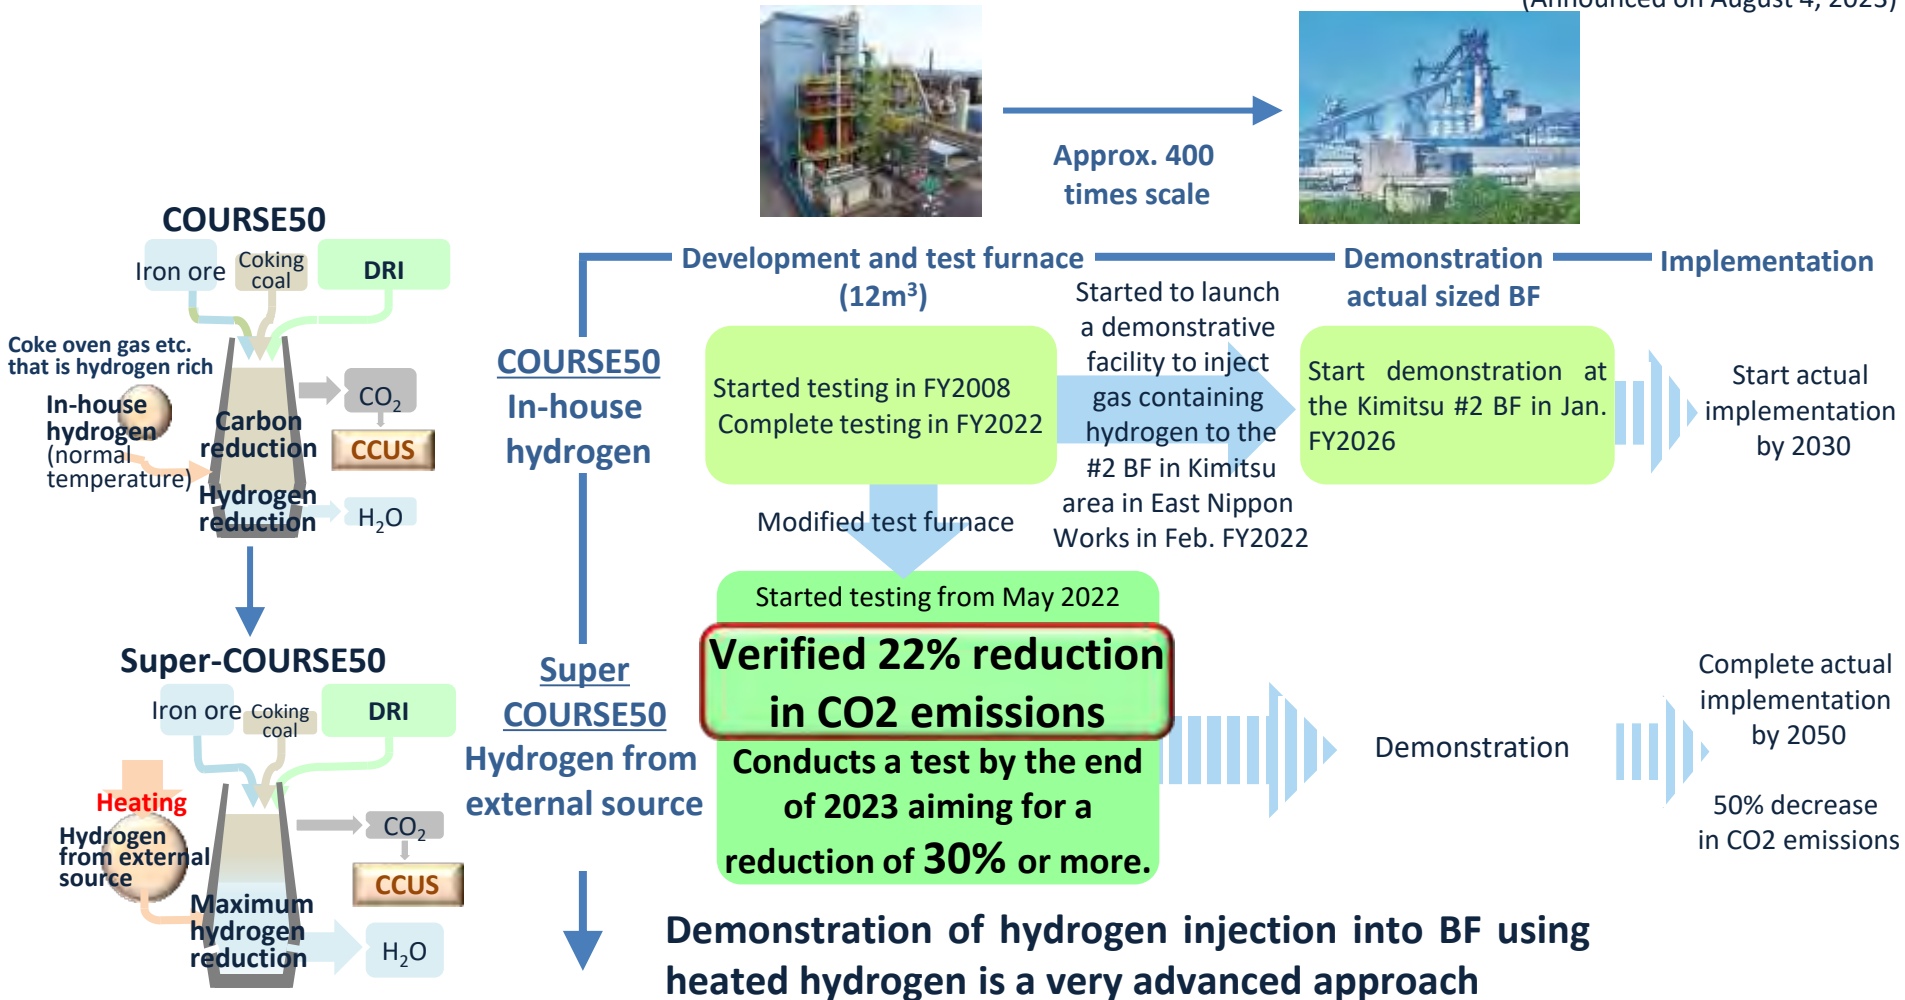 (Announced on August 4, 2023)
Approx. 400
times scale
COURSE50
Iron ore
Coking
coal
DRI
Coke oven gas etc.
that is hydrogen rich
In-house
hydrogen
(normal
temperature)
Carbon
reduction
Hydrogen
reduction
CO2
CCUS
H2O
Super-COURSE50
Iron ore
Coking
coal
DRI
Heating
Hydrogen
from external
source
Maximum
hydrogen
reduction
CO2
CCUS
H2O
Development and test furnace
(12m³)
Demonstration
actual sized BF
Implementation
COURSE50
In-house
hydrogen
Started testing in FY2008
Complete testing in FY2022
Started to launch
a demonstrative
facility to inject
gas containing
hydrogen to the
#2 BF in Kimitsu
area in East Nippon
Works in Feb. FY2022
Start demonstration at
the Kimitsu #2 BF in Jan.
FY2026
Start actual
implementation
by 2030
Modified test furnace
Super
COURSE50
Hydrogen from
external source
Started testing from May 2022
Verified 22% reduction
in CO2 emissions
Conducts a test by the end
of 2023 aiming for a
reduction of 30% or more.
Demonstration
Complete actual
implementation
by 2050
50% decrease
in CO2 emissions
Demonstration of hydrogen injection into BF using
heated hydrogen is a very advanced approach